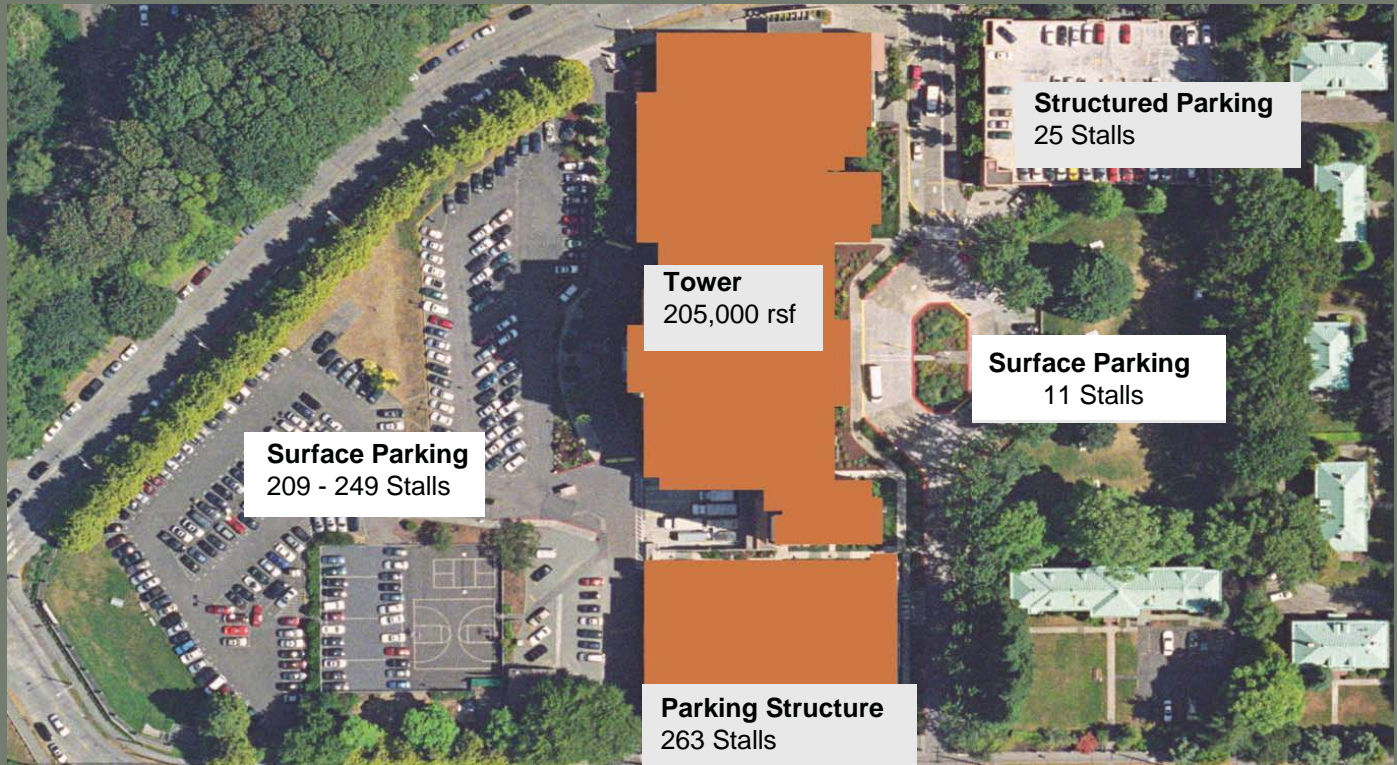 Structured Parking
25 Stalls
Tower
205,000 rsf
Surface Parking
11 Stalls
Surface Parking
209 - 249 Stalls
Parking Structure
263 Stalls